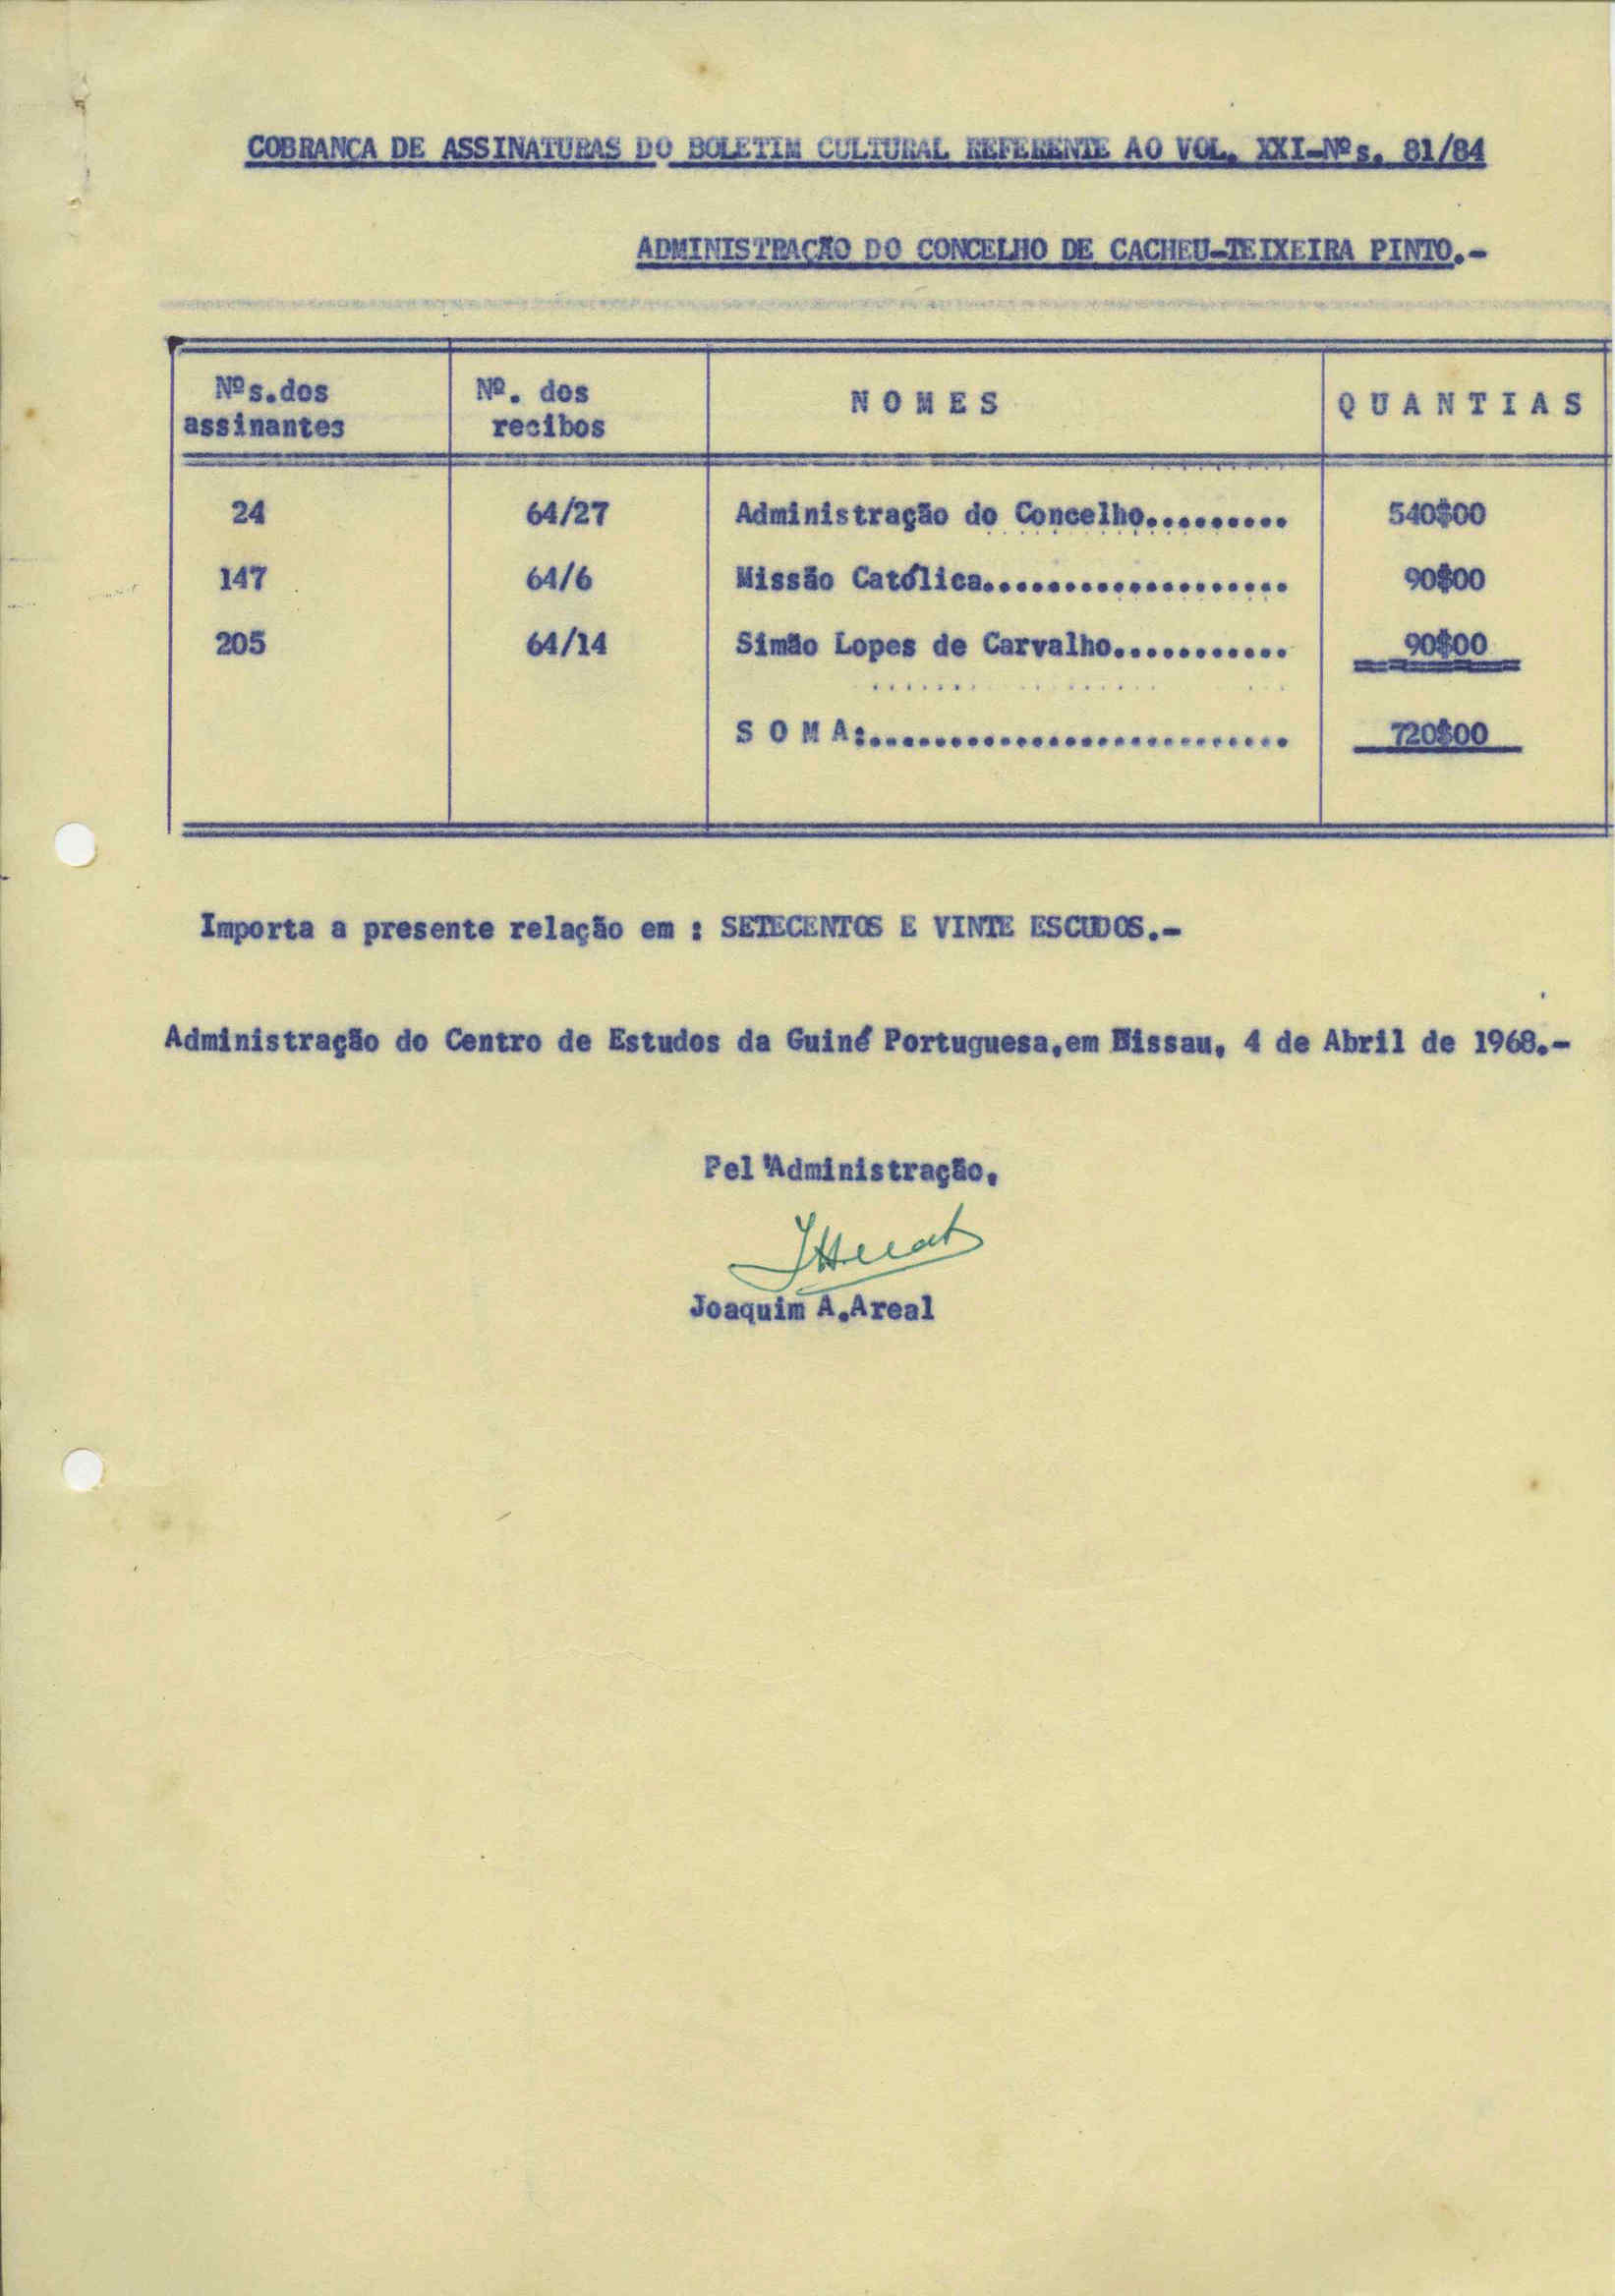 COBRANÇA DE ASSINATURAS DO BOLETIM CULTURAL REFERENTE AO VOL. XXI-Nºs. 81/84
ADMINISTRAÇÃO DO CONCELHO DE CACHEU-TEIXEIRA PINTO.-
Nºs.dos assinantes Nº. dos recibos N O M E S Q U A N T I A S
24 64/27 Administração do Concelho......... 540$00
147 64/6 Missão Católica................... 90$00
205 64/14 Simão Lopes de Carvalho........... 90$00
S O M A:.......................... 720$00
Importa a presente relação em : SETECENTOS E VINTE ESCUDOS.-
Administração do Centro de Estudos da Guiné Portuguesa,em Bissau, 4 de Abril de 1968.-
Pel'Administração,
Joaquim A.Areal